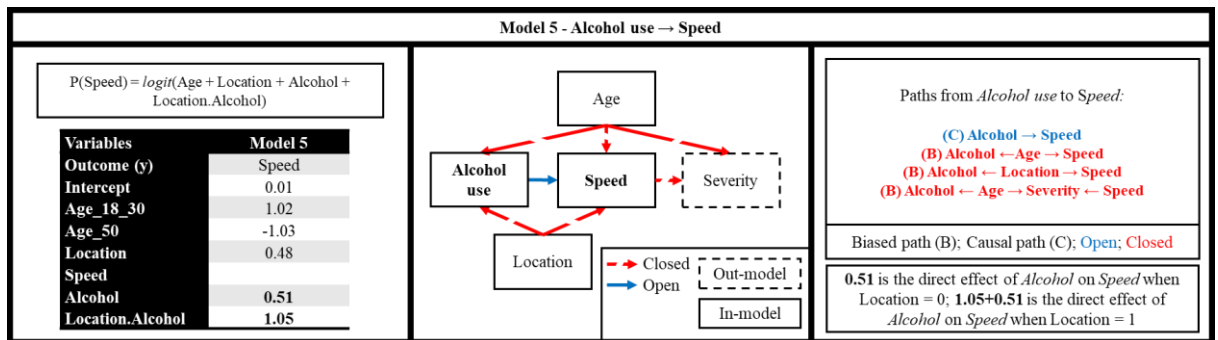 Model 5 - Alcohol use → Speed
P(Speed) = logit(Age + Location + Alcohol +
Location.Alcohol)
Variables Model 5
Outcome (y) Speed
Intercept 0.01
Age_18_30 1.02
Age_50 -1.03
Location 0.48
Speed
Alcohol 0.51
Location.Alcohol 1.05
Age
Alcohol
use
Speed
Severity
Location
Closed
Open
Out-model
In-model
Paths from Alcohol use to Speed:
(C) Alcohol → Speed
(B) Alcohol ←Age → Speed
(B) Alcohol ← Location → Speed
(B) Alcohol ← Age → Severity ← Speed
Biased path (B); Causal path (C); Open; Closed
0.51 is the direct effect of Alcohol on Speed when
Location = 0; 1.05+0.51 is the direct effect of
Alcohol on Speed when Location = 1